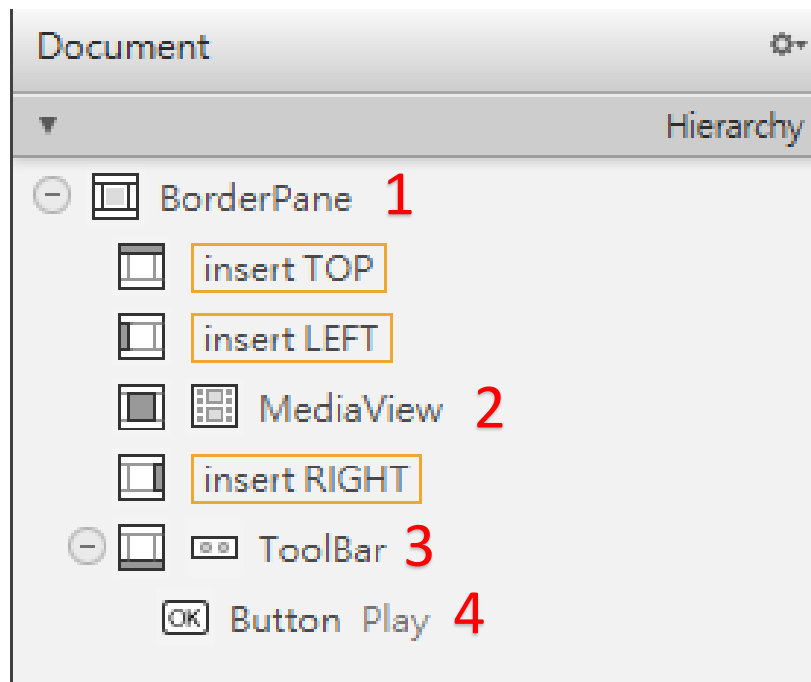 Document
Hierarchy
BorderPane 1
insert TOP
insert LEFT
MediaView 2
insert RIGHT
ToolBar 3
OK Button Play 4